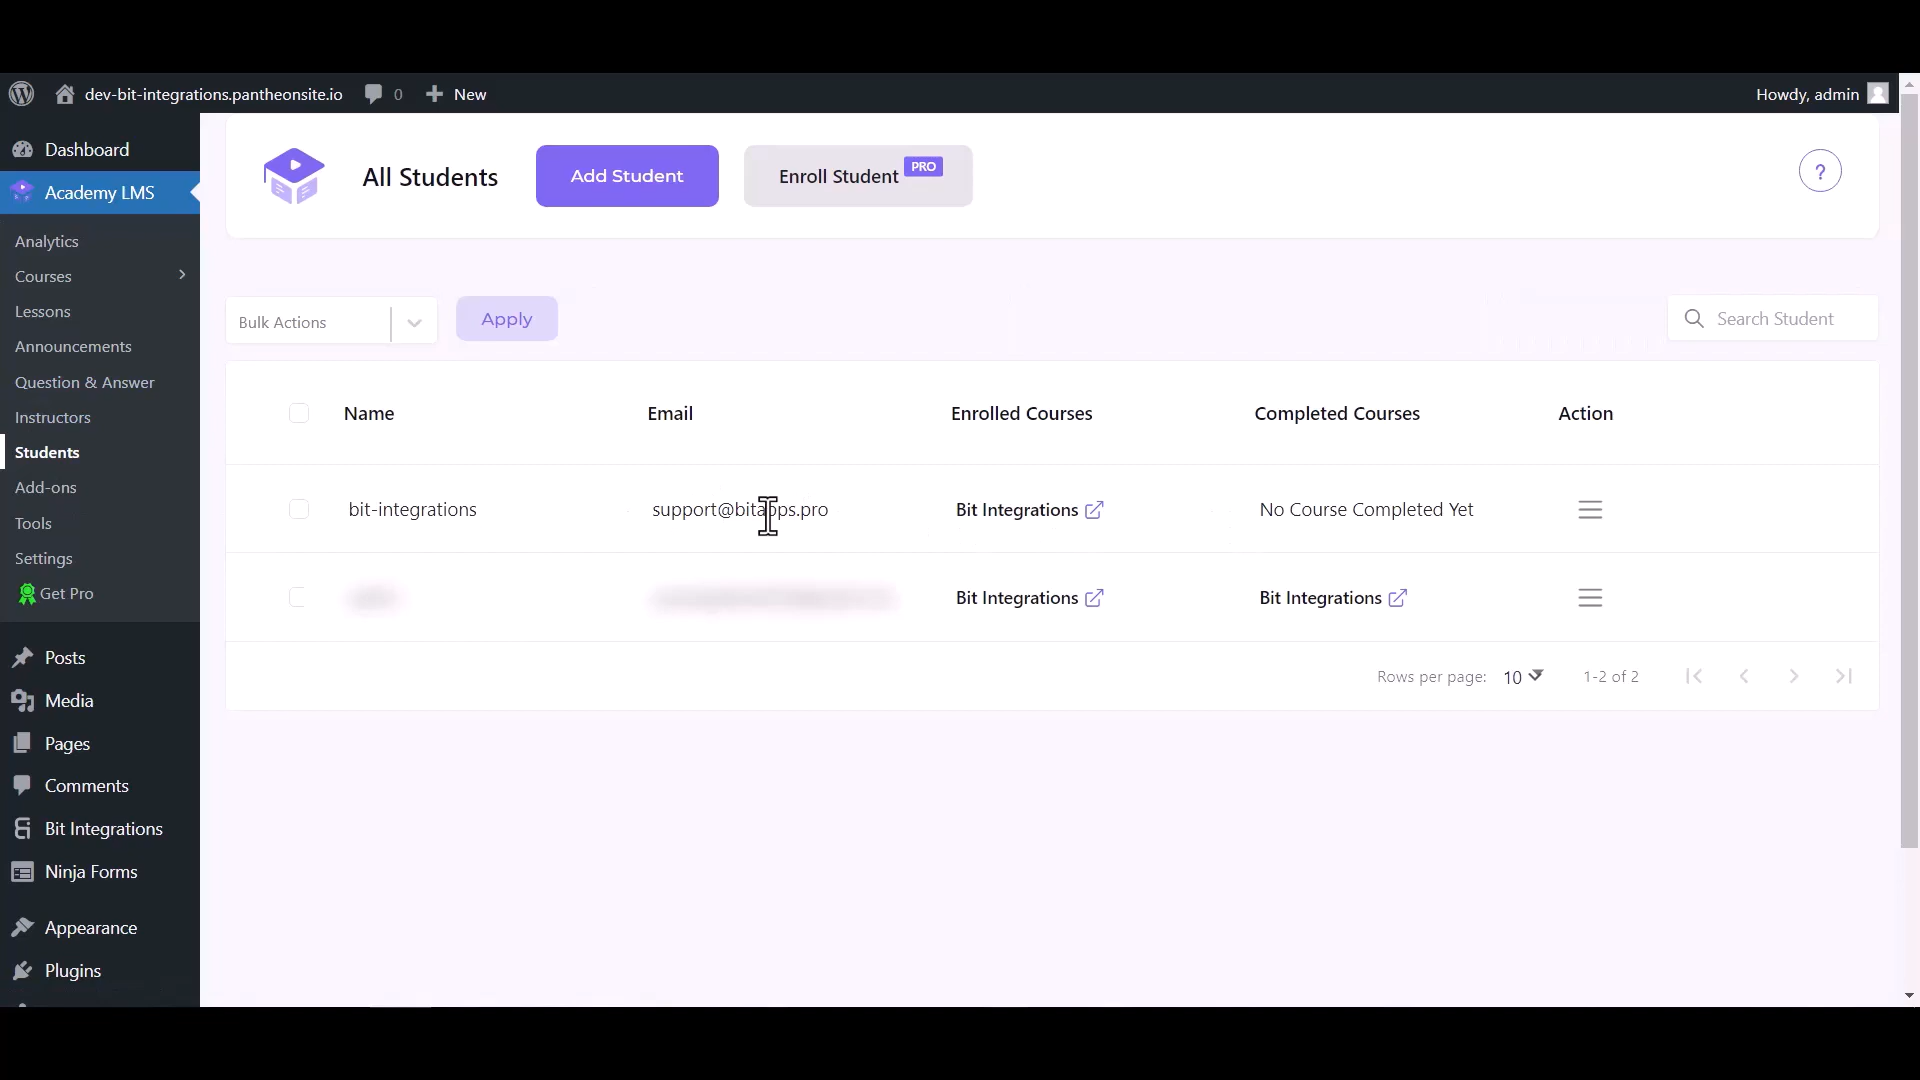 dev-bit-integrations.pantheonsite.io 0 New Howdy, admin
Dashboard
Academy LMS
Analytics
Courses
Lessons
Announcements
Question & Answer
Instructors
Students
Add-ons
Tools
Settings
Get Pro
Posts
Media
Pages
Comments
Bit Integrations
Ninja Forms
Appearance
Plugins
All Students Add Student Enroll Student PRO ?
Bulk Actions Apply Search Student
Name Email Enrolled Courses Completed Courses Action
bit-integrations support@bitapps.pro Bit Integrations No Course Completed Yet
Bit Integrations Bit Integrations
Rows per page: 10 1-2 of 2